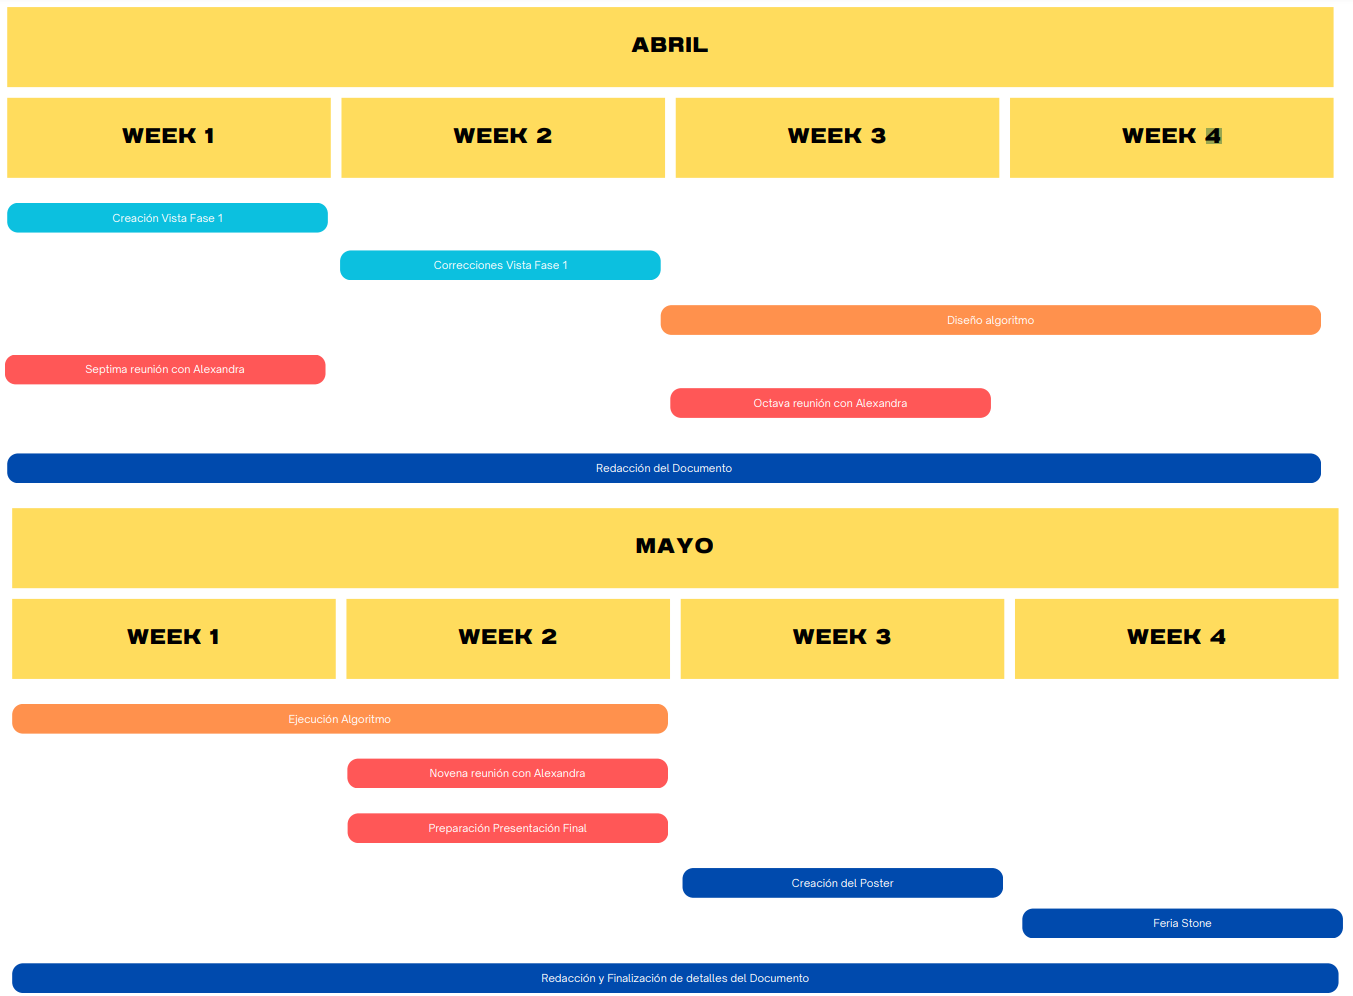 ABRIL
WEEK 1
WEEK 2
WEEK 3
WEEK 4
Creación Vista Fase 1
Correcciones Vista Fase 1
Diseño algoritmo
Septima reunión con Alexandra
Octava reunión con Alexandra
Redacción del Documento
MAYO
WEEK 1
WEEK 2
WEEK 3
WEEK 4
Ejecución Algoritmo
Novena reunión con Alexandra
Preparación Presentación Final
Creación del Poster
Feria Stone
Redacción y Finalización de detalles del Documento